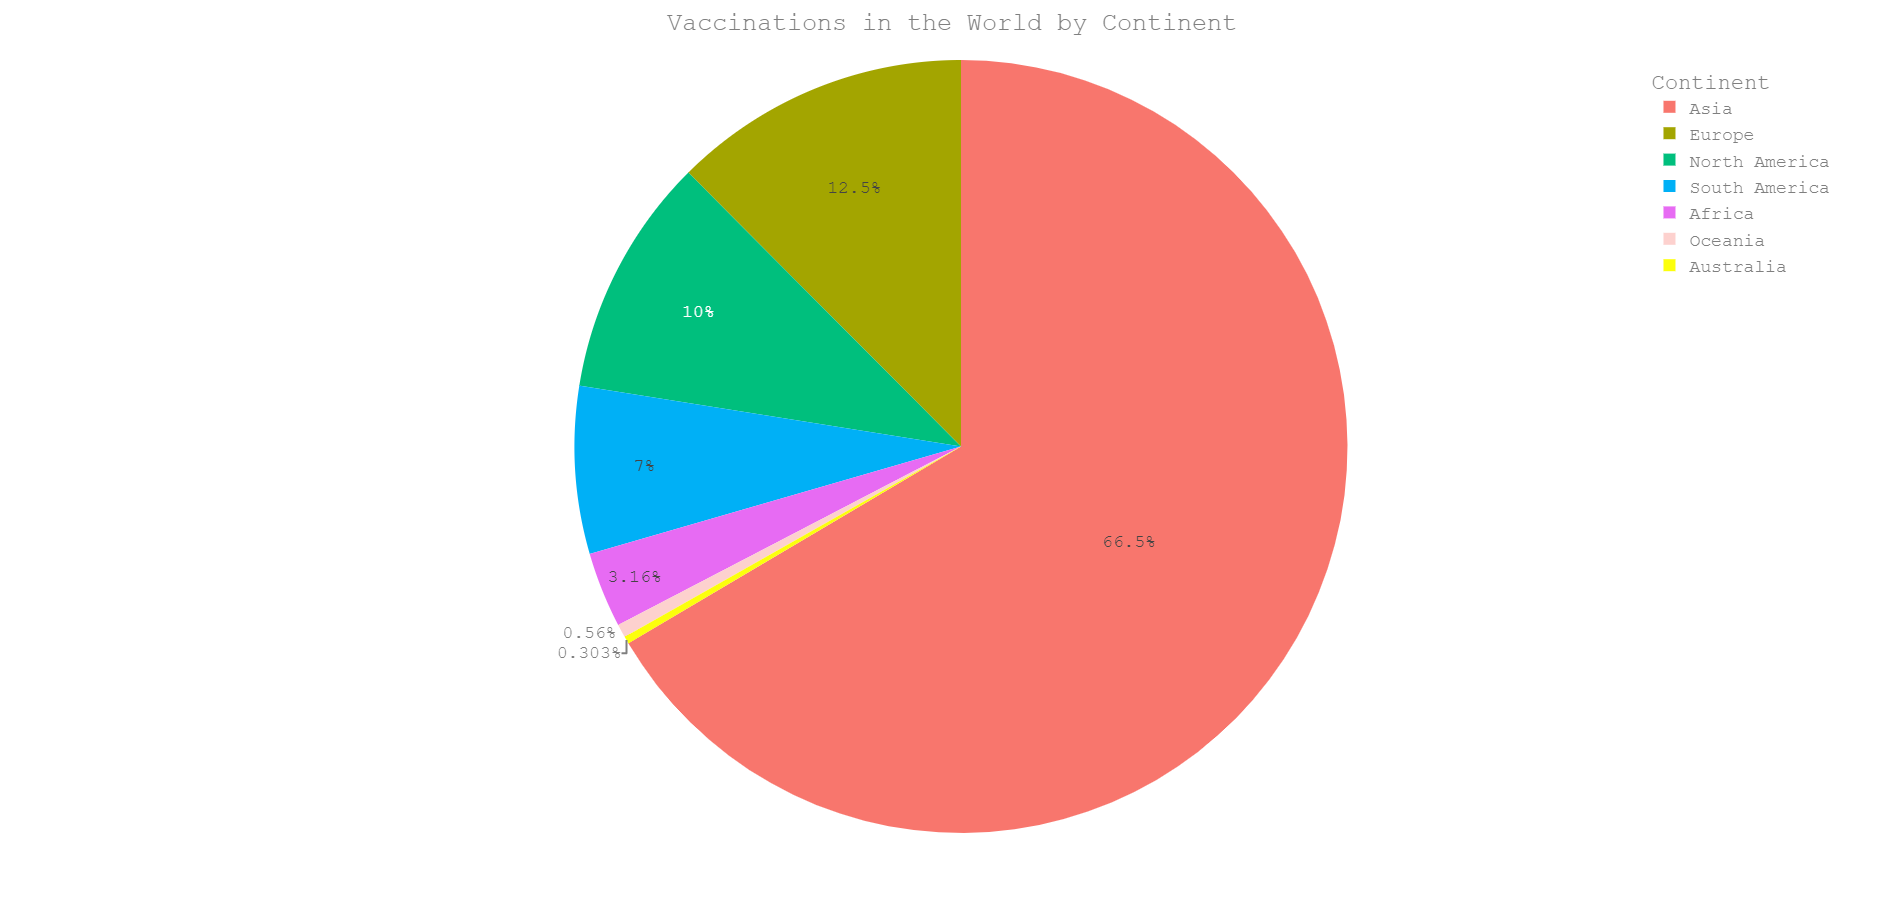 Vaccinations in the World by Continent
Continent
Asia
Europe
North America
South America
Africa
Oceania
Australia
12.5%
10%
7%
66.5%
3.16%
0.56%
0.303%